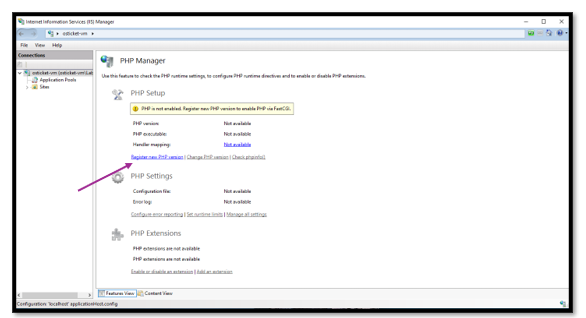 Internet Information Services (IIS) Manager
osticket-vm
File View Help
Connections
osticket-vm (osticket-vm\Lab
Application Pools
Sites
PHP Manager
Use this feature to check the PHP runtime settings, to configure PHP runtime directives and to enable or disable PHP extensions.
PHP Setup
PHP is not enabled. Register new PHP version to enable PHP via FastCGI.
PHP version: Not available
PHP executable: Not available
Handler mapping: Not available
Register new PHP version | Change PHP version | Check phpinfo()
PHP Settings
Configuration file: Not available
Error log: Not available
Configure error reporting | Set runtime limits | Manage all settings
PHP Extensions
PHP extensions are not available
PHP extensions are not available
Enable or disable an extension | Add an extension
Features View Content View
Configuration: 'localhost' applicationHost.config